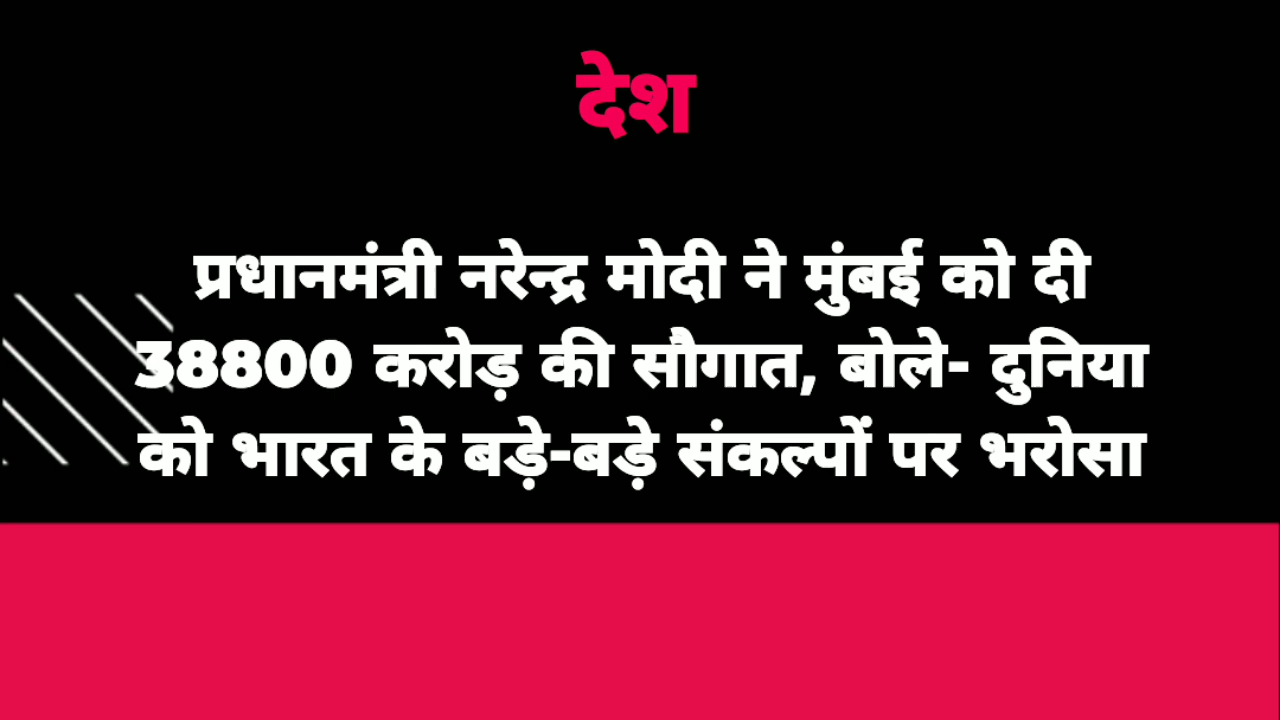 देश
प्रधानमंत्री नरेन्द्र मोदी ने मुंबई को दी
38800 करोड़ की सौगात, बोले- दुनिया
को भारत के बड़े-बड़े संकल्पों पर भरोसा